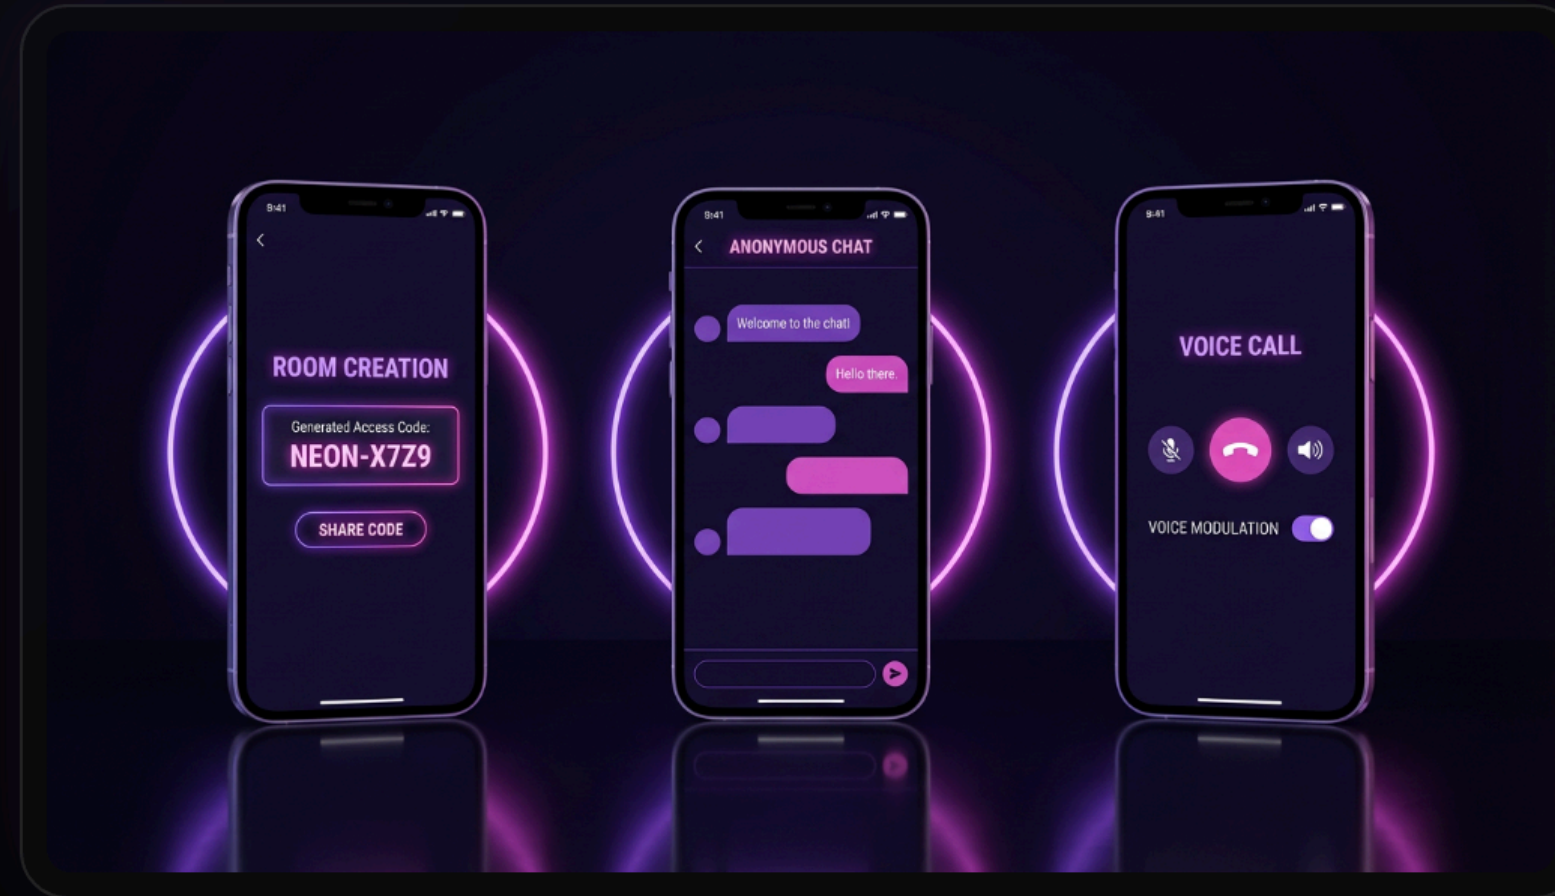 9:41
ROOM CREATION
Generated Access Code:
NEON-X7Z9
SHARE CODE
9:41
ANONYMOUS CHAT
Welcome to the chat!
Hello there.
9:41
VOICE CALL
VOICE MODULATION